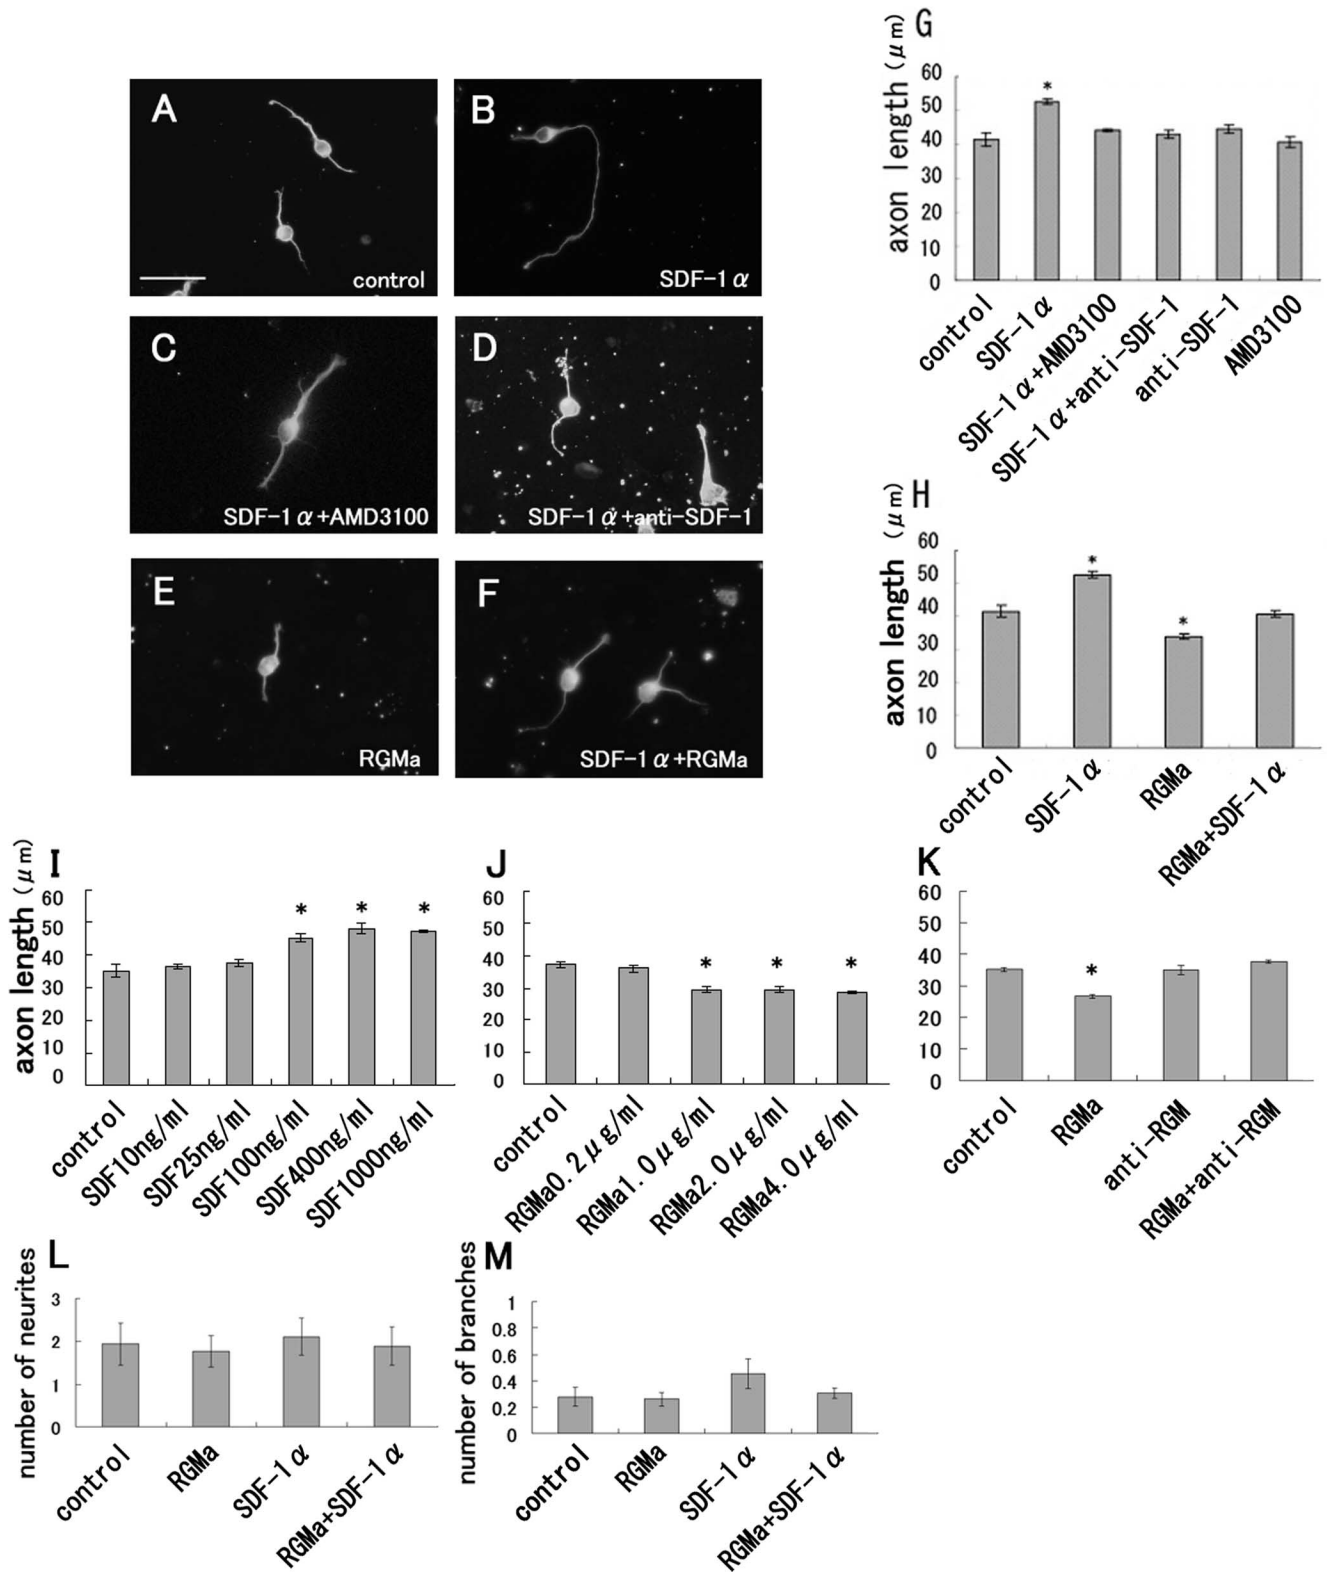 A
control
B
SDF-1α
C
SDF-1α+AMD3100
D
SDF-1α+anti-SDF-1
E
RGMa
F
SDF-1α+RGMa
G
axon length (μm)
60
50
40
30
20
10
0
control
SDF-1α
SDF-1α+AMD3100
SDF-1α+anti-SDF-1
anti-SDF-1
AMD3100
*
H
axon length (μm)
60
50
40
30
20
10
0
control
SDF-1α
RGMa
RGMa+SDF-1α
*
*
I
axon length (μm)
60
50
40
30
20
10
0
control
SDF10ng/ml
SDF25ng/ml
SDF100ng/ml
SDF400ng/ml
SDF1000ng/ml
* * *
J
60
50
40
30
20
10
0
control
RGMa0.2μg/ml
RGMa1.0μg/ml
RGMa2.0μg/ml
RGMa4.0μg/ml
* * *
K
60
50
40
30
20
10
0
control
RGMa
anti-RGM
RGMa+anti-RGM
*
L
number of neurites
3
2
1
0
control
RGMa
SDF-1α
RGMa+SDF-1α
M
number of branches
1
0.8
0.6
0.4
0.2
0
control
RGMa
SDF-1α
RGMa+SDF-1α